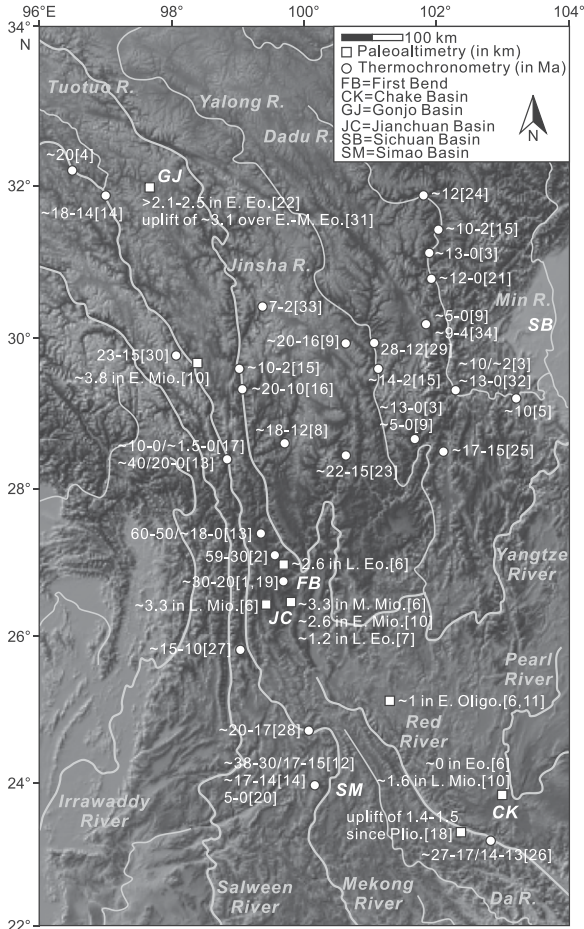 96°E
98
100
102
104
34°
N
100 km
Paleoaltimetry (in km)
Thermochronometry (in Ma)
FB=First Bend
CK=Chake Basin
GJ=Gonjo Basin
JC=Jianchuan Basin
SB=Sichuan Basin
SM=Simao Basin
N
Tuotuo R.
Yalong R.
Dadu R.
~20[4]
GJ
32°
~12[24]
>2.1-2.5 in E. Eo.[22]
~18-14[14]
uplift of ~3.1 over E.-M. Eo.[31]
~10-2[15]
~13-0[3]
Jinsha R.
~12-0[21]
Min R.
7-2[33]
~5-0[9]
SB
9-4[34]
30°
~20-16[9]
28-12[29]
23-15[30]
~10/~2[3]
~3.8 in E. Mio.[10]
~10-2[15]
~14-2[15]
~13-0[32]
~20-10[16]
~13-0[3]
~10[5]
~5-0[9]
~18-12[8]
~10-0/~1.5-0[17]
~17-15[25]
~40/20-0[13]
~22-15[23]
28°
60-50/~18-0[13]
59-30[2]
~2.6 in L. Eo.[6]
Yangtze
River
~30-20[1,19]
FB
~3.3 in L. Mio.[6]
~3.3 in M. Mio.[6]
JC
~2.6 in E. Mio.[10]
26°
~1.2 in L. Eo.[7]
~15-10[27]
Pearl
River
~1 in E. Oligo.[6,11]
~20-17[28]
Red
River
~38-30/17-15[12]
~0 in Eo.[6]
24°
~17-14[14]
SM
~1.6 in L. Mio.[10]
5-0[20]
CK
Irrawaddy
River
uplift of 1.4-1.5
since Plio.[18]
~27-17/14-13[26]
Salween
River
Mekong
River
Da R.
22°